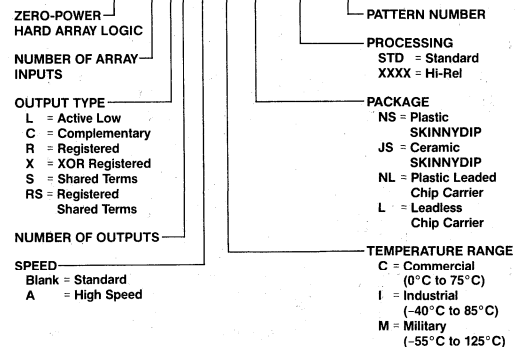 ZERO-POWER
HARD ARRAY LOGIC
NUMBER OF ARRAY
INPUTS
OUTPUT TYPE
L = Active Low
C = Complementary
R = Registered
X = XOR Registered
S = Shared Terms
RS = Registered
Shared Terms
NUMBER OF OUTPUTS
SPEED
Blank = Standard
A = High Speed
PATTERN NUMBER
PROCESSING
STD = Standard
XXXX = Hi-Rel
PACKAGE
NS = Plastic
SKINNYDIP
JS = Ceramic
SKINNYDIP
NL = Plastic Leaded
Chip Carrier
L = Leadless
Chip Carrier
TEMPERATURE RANGE
C = Commercial
(0°C to 75°C)
I = Industrial
(–40°C to 85°C)
M = Military
(–55°C to 125°C)